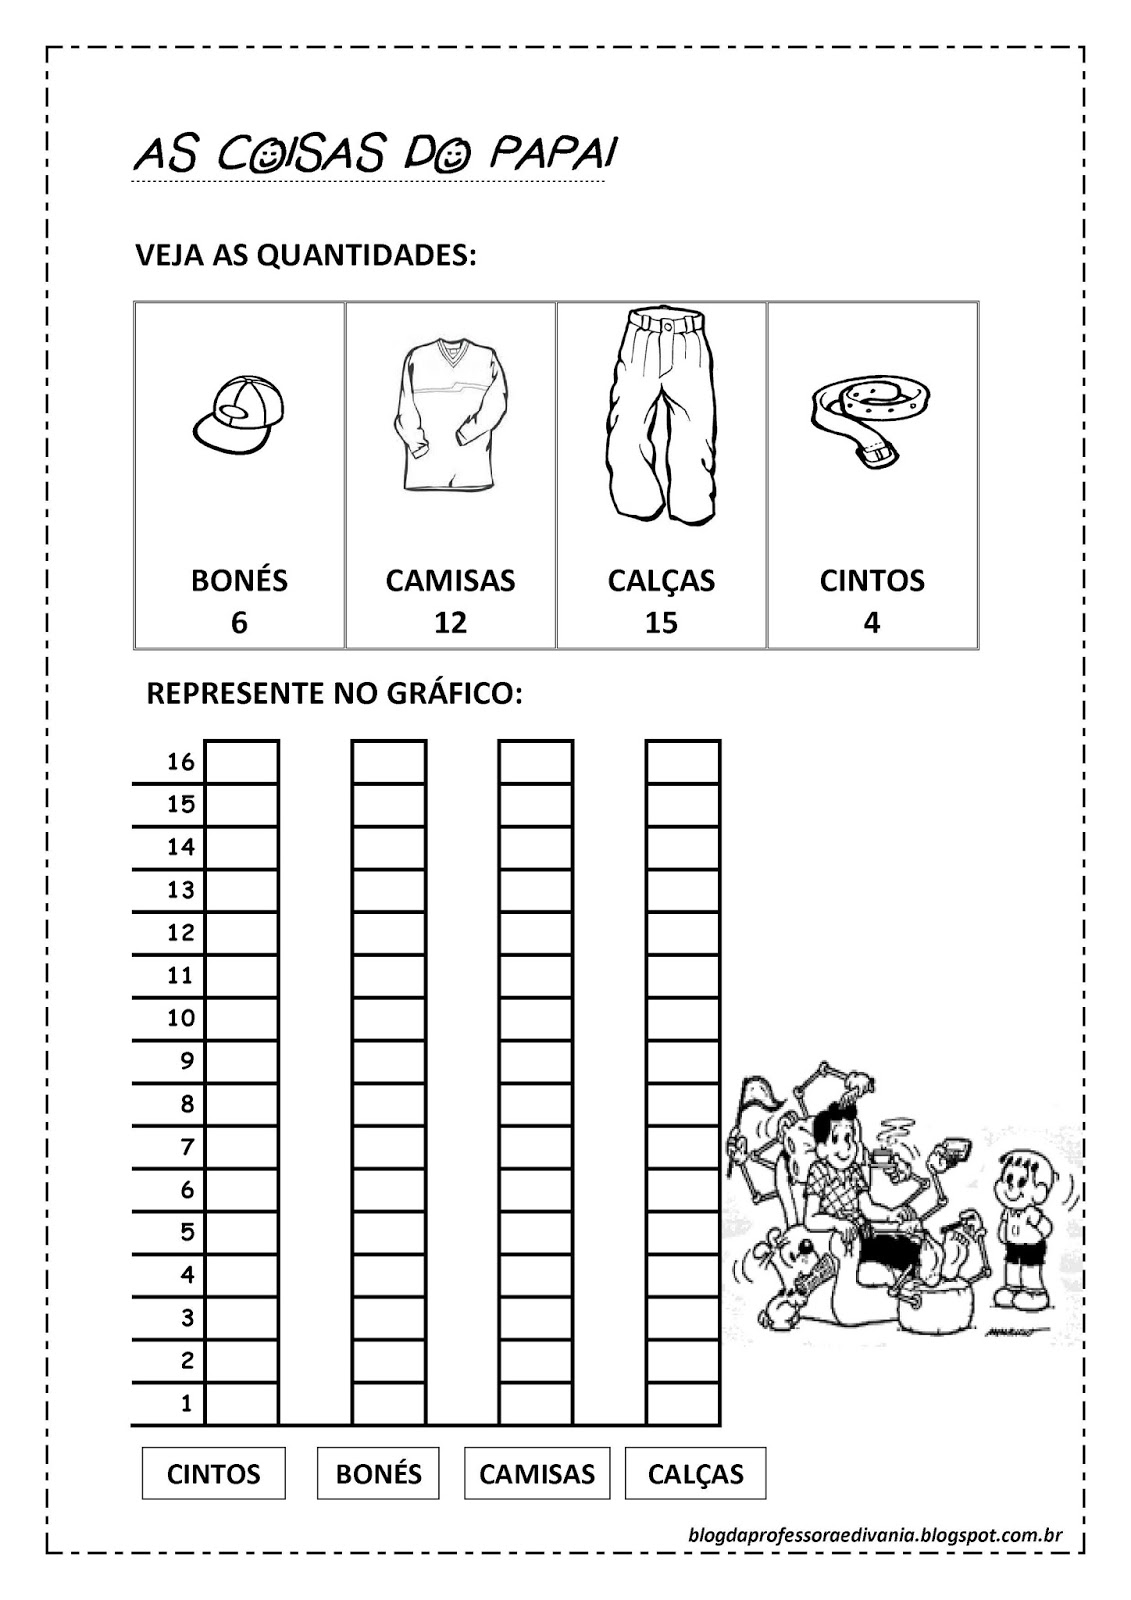 AS COISAS DO PAPAI
VEJA AS QUANTIDADES:
BONÉS CAMISAS CALÇAS CINTOS
6 12 15 4
REPRESENTE NO GRÁFICO:
16
15
14
13
12
11
10
9
8
7
6
5
4
3
2
1
CINTOS BONÉS CAMISAS CALÇAS
blogdaprofessoraedivania.blogspot.com.br